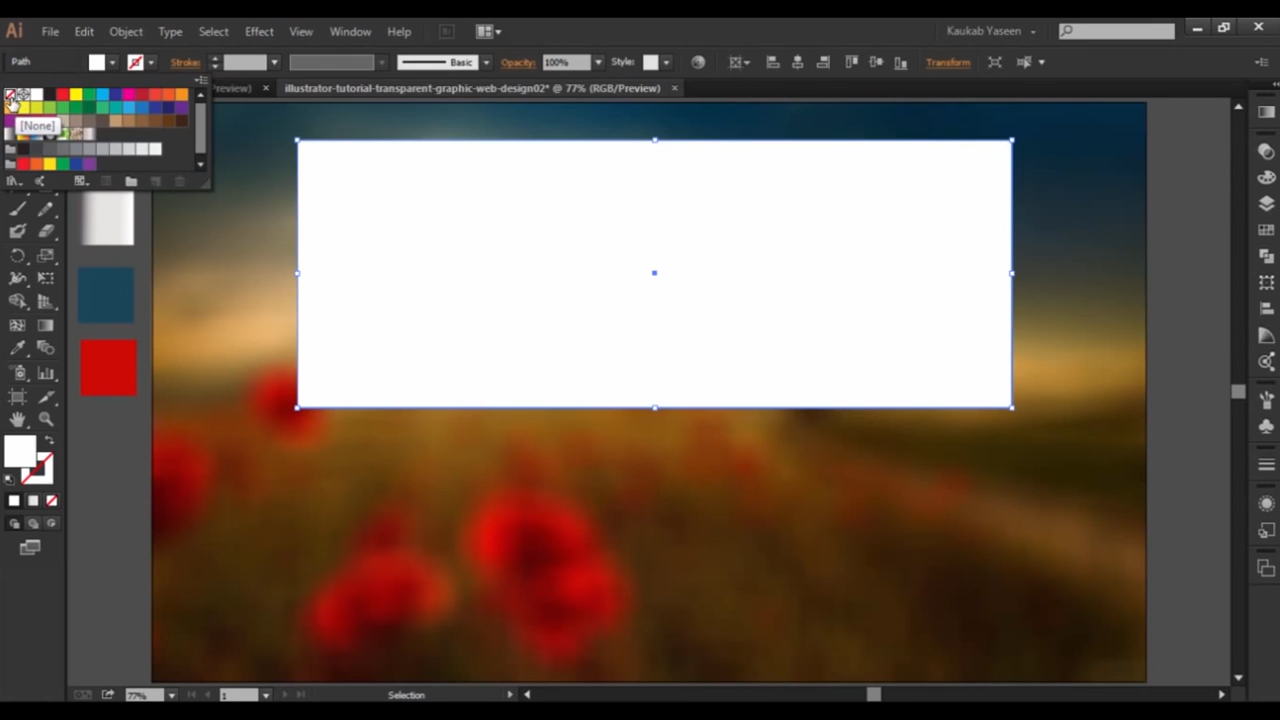 Ai File Edit Object Type Select Effect View Window Help Kaukab Yaseen
Path Stroke: Basic Opacity: 100% Style: Transform
Preview) × illustrator-tutorial-transparent-graphic-web-design02* @ 77% (RGB/Preview) ×
[None]
77% 1 Selection